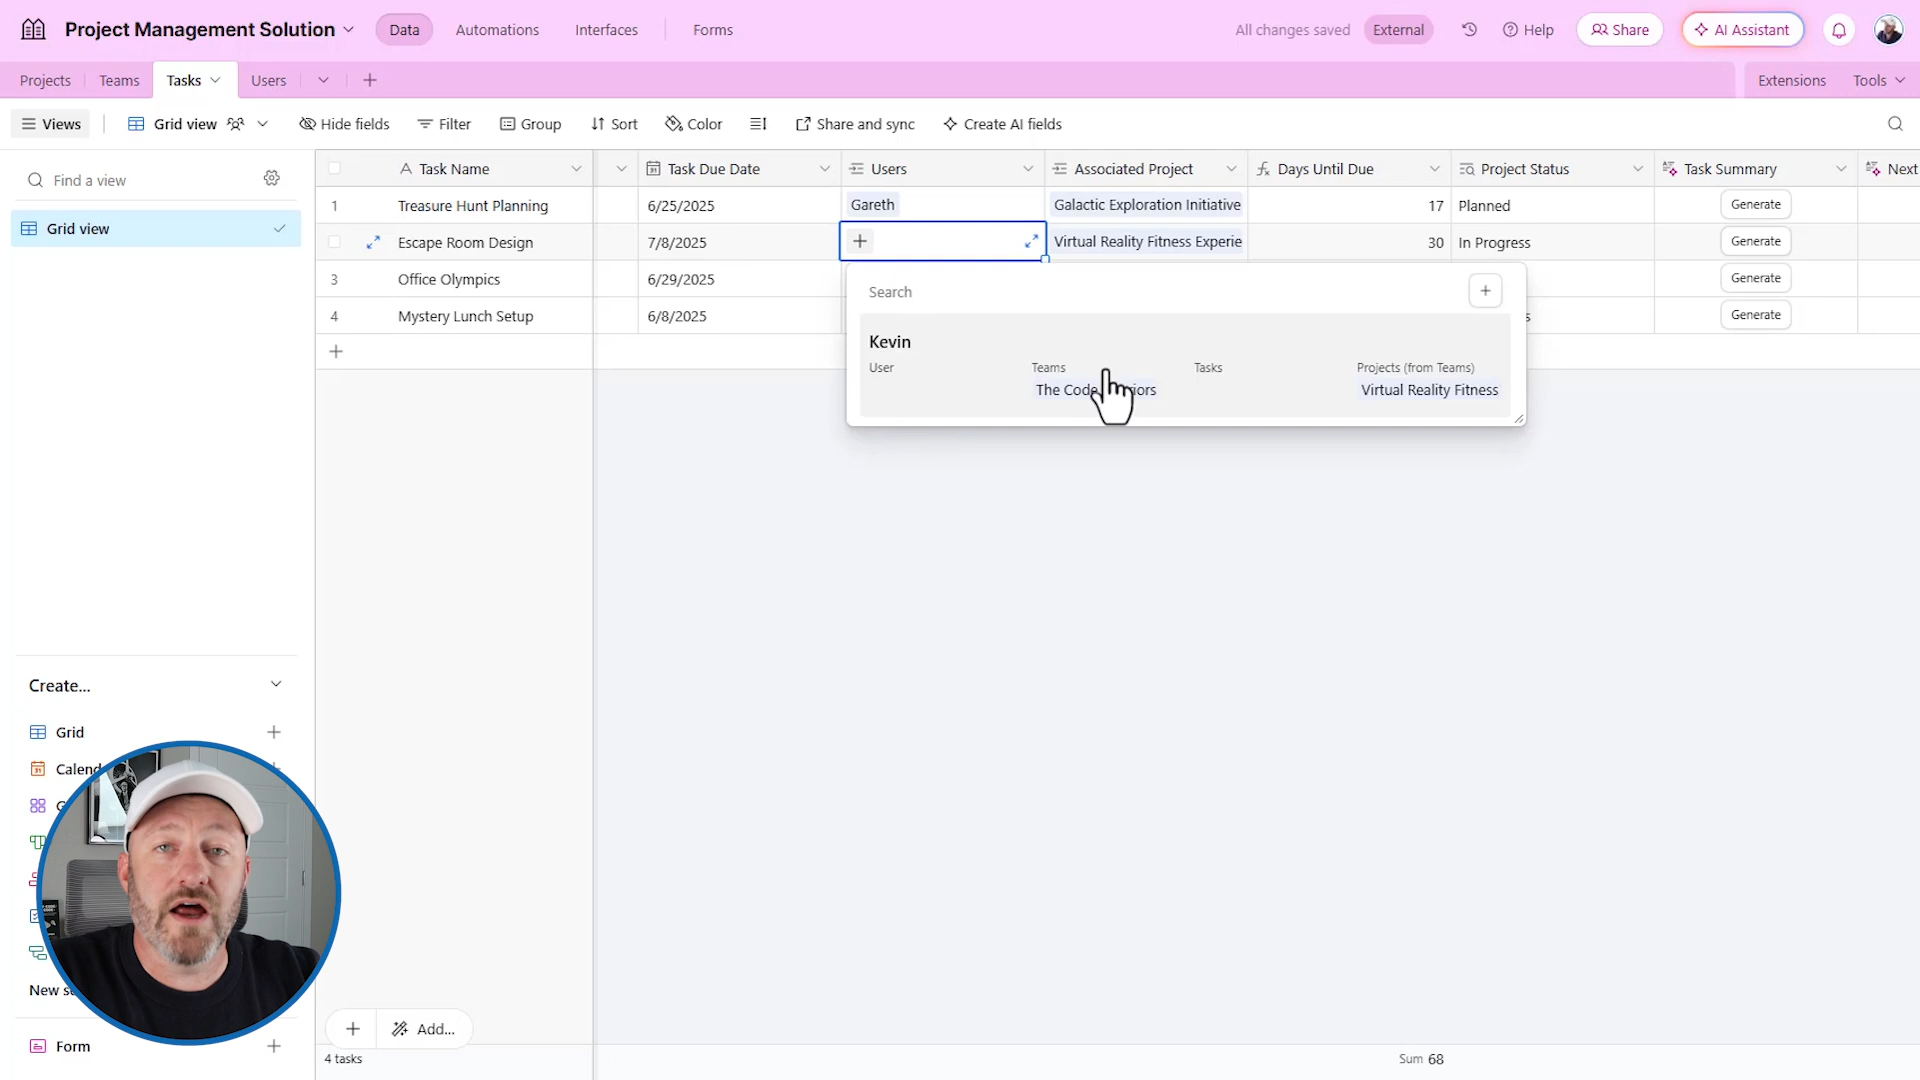 Project Management Solution Data Automations Interfaces Forms All changes saved External Help Share AI Assistant
Projects Teams Tasks Users Extensions Tools
Views Grid view Hide fields Filter Group Sort Color Share and sync Create AI fields
Find a view
Grid view
Task Name Task Due Date Users Associated Project Days Until Due Project Status Task Summary Next
1 Treasure Hunt Planning 6/25/2025 Gareth Galactic Exploration Initiative 17 Planned Generate
Escape Room Design 7/8/2025 Virtual Reality Fitness Experie 30 In Progress Generate
3 Office Olympics 6/29/2025 Generate
4 Mystery Lunch Setup 6/8/2025 s Generate
Search
Kevin
User Teams Tasks Projects (from Teams)
The Code Virtual Reality Fitness
Create...
Grid
Calend
New s
Form
Add...
4 tasks Sum 68